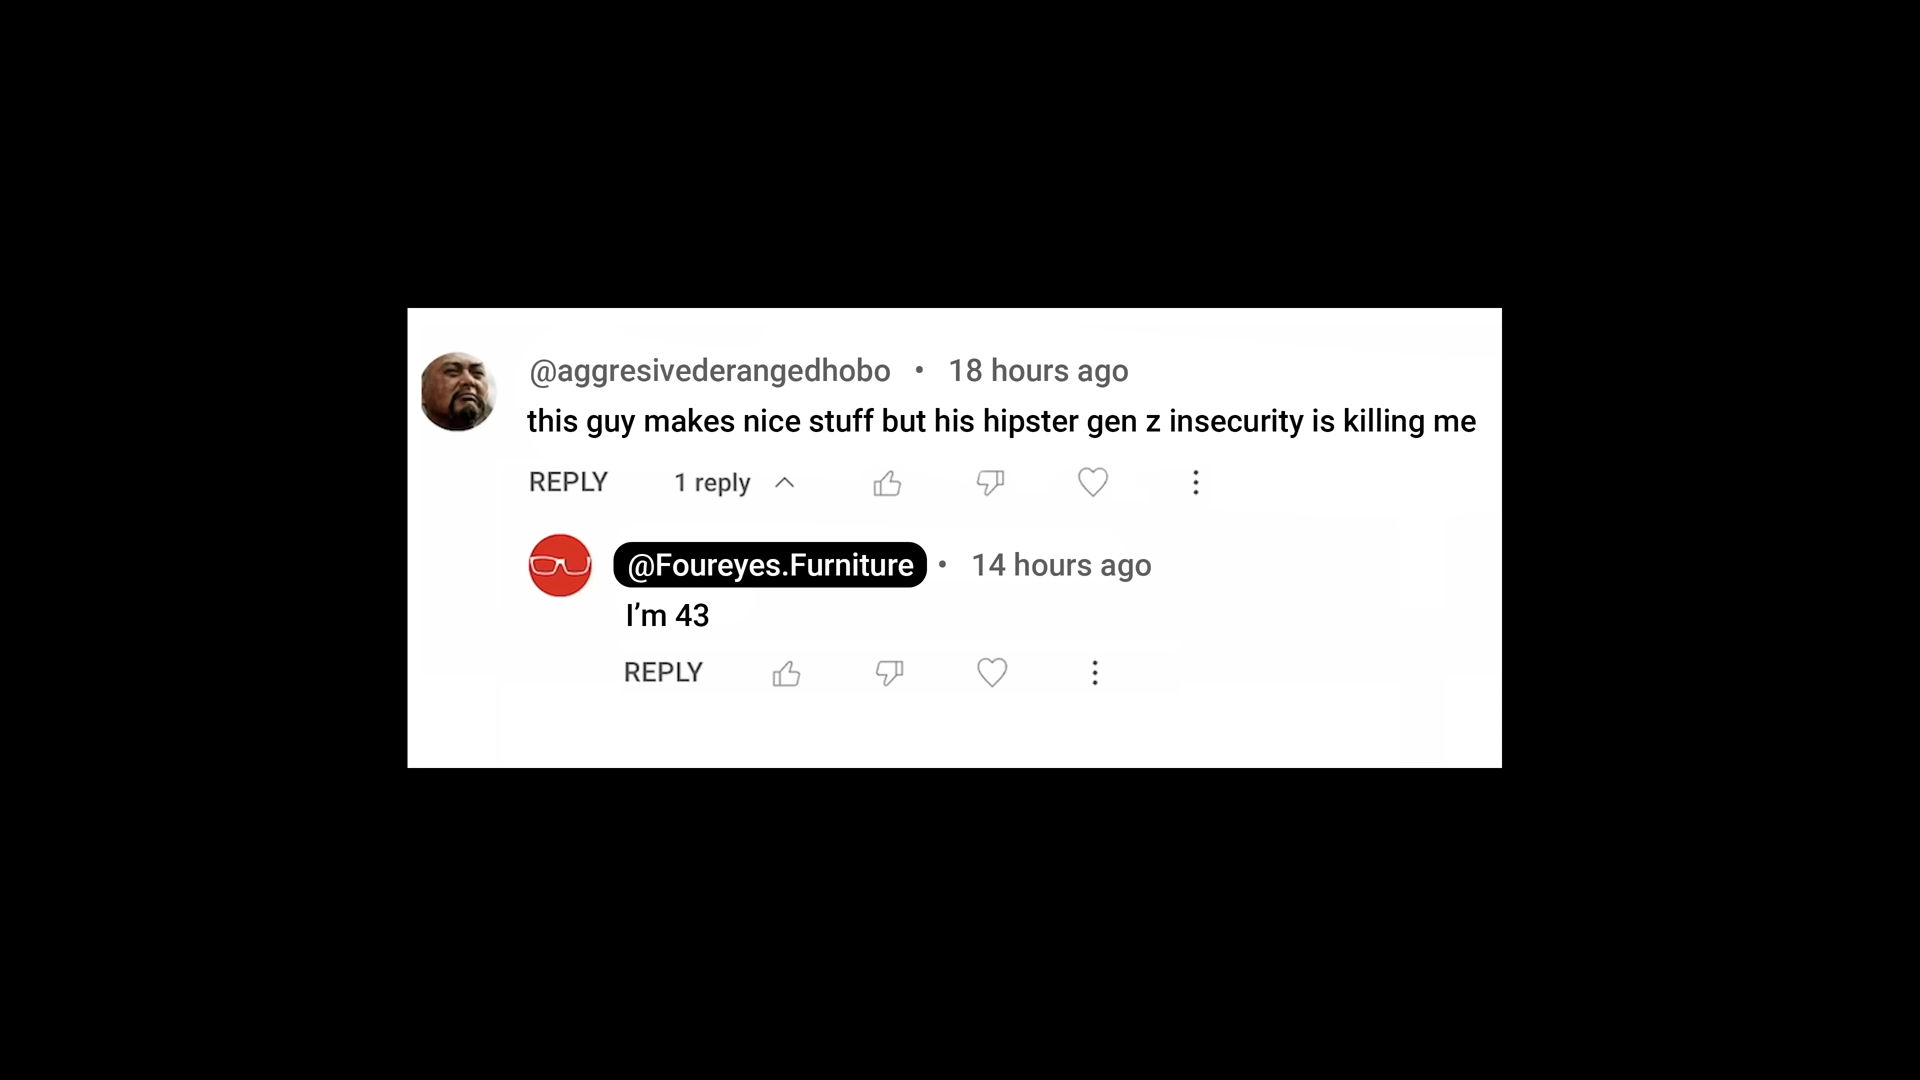 @aggresivederangedhobo • 18 hours ago
this guy makes nice stuff but his hipster gen z insecurity is killing me
REPLY 1 reply
@Foureyes.Furniture • 14 hours ago
I’m 43
REPLY